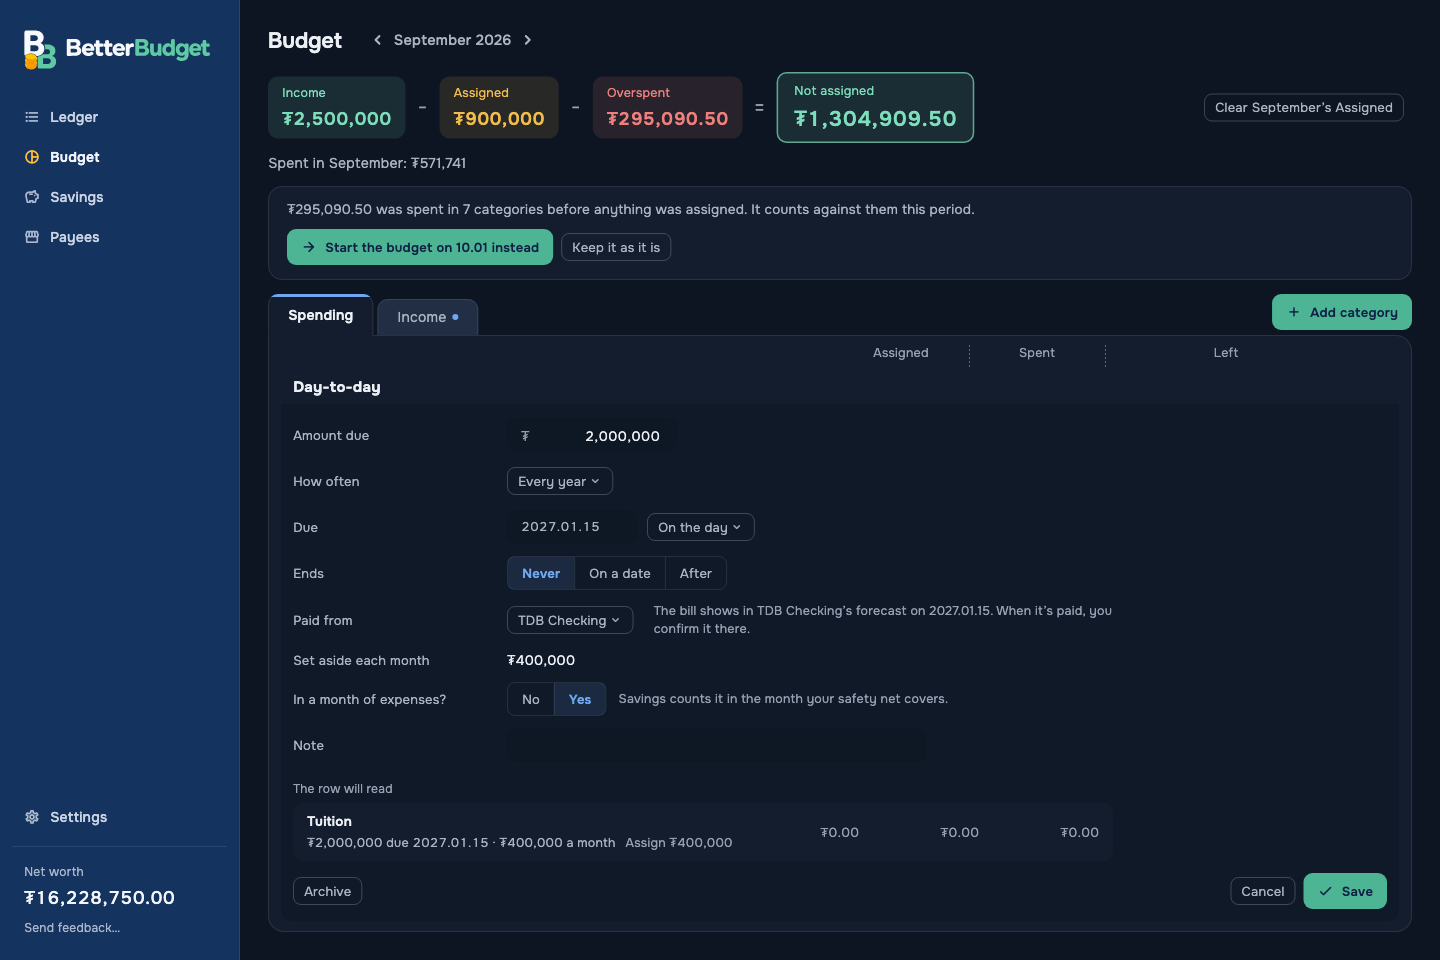 BetterBudget
Ledger
Budget
Savings
Payees
Settings
Net worth
₮16,228,750.00
Send feedback...
Budget
September 2026
Income
₮2,500,000
-
Assigned
₮900,000
-
Overspent
₮295,090.50
=
Not assigned
₮1,304,909.50
Clear September's Assigned
Spent in September: ₮571,741
₮295,090.50 was spent in 7 categories before anything was assigned. It counts against them this period.
Start the budget on 10.01 instead
Keep it as it is
Spending
Income
Add category
Assigned
Spent
Left
Day-to-day
Amount due
₮ 2,000,000
How often
Every year
Due
2027.01.15
On the day
Ends
Never
On a date
After
Paid from
TDB Checking
The bill shows in TDB Checking's forecast on 2027.01.15. When it's paid, you
confirm it there.
Set aside each month
₮400,000
In a month of expenses?
No
Yes
Savings counts it in the month your safety net covers.
Note
The row will read
Tuition
₮2,000,000 due 2027.01.15 · ₮400,000 a month Assign ₮400,000
₮0.00
₮0.00
₮0.00
Archive
Cancel
Save